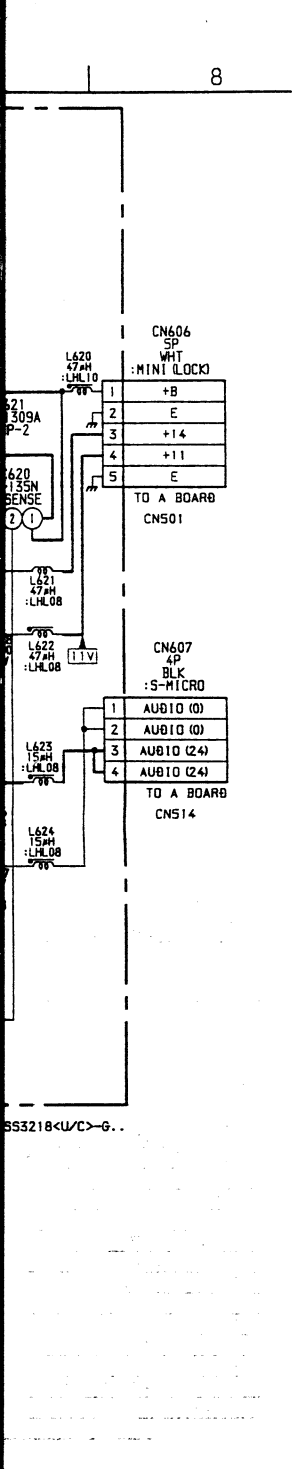 8
CN606
5P
WHT
:MINI (LOCK)
L620
47μH
:LHL10
1 +B
2 E
3 +14
4 +11
5 E
TO A BOARD
CN501
621
1309A
P-2
620
135N
SENSE
2 1
L621
47μH
:LHL08
L622
47μH
:LHL08
11V
CN607
4P
BLK
:S-MICRO
1 AUDIO (0)
2 AUDIO (0)
3 AUDIO (24)
4 AUDIO (24)
TO A BOARD
CN514
L623
15μH
:LHL08
L624
15μH
:LHL08
SS3218<U/C>-G..